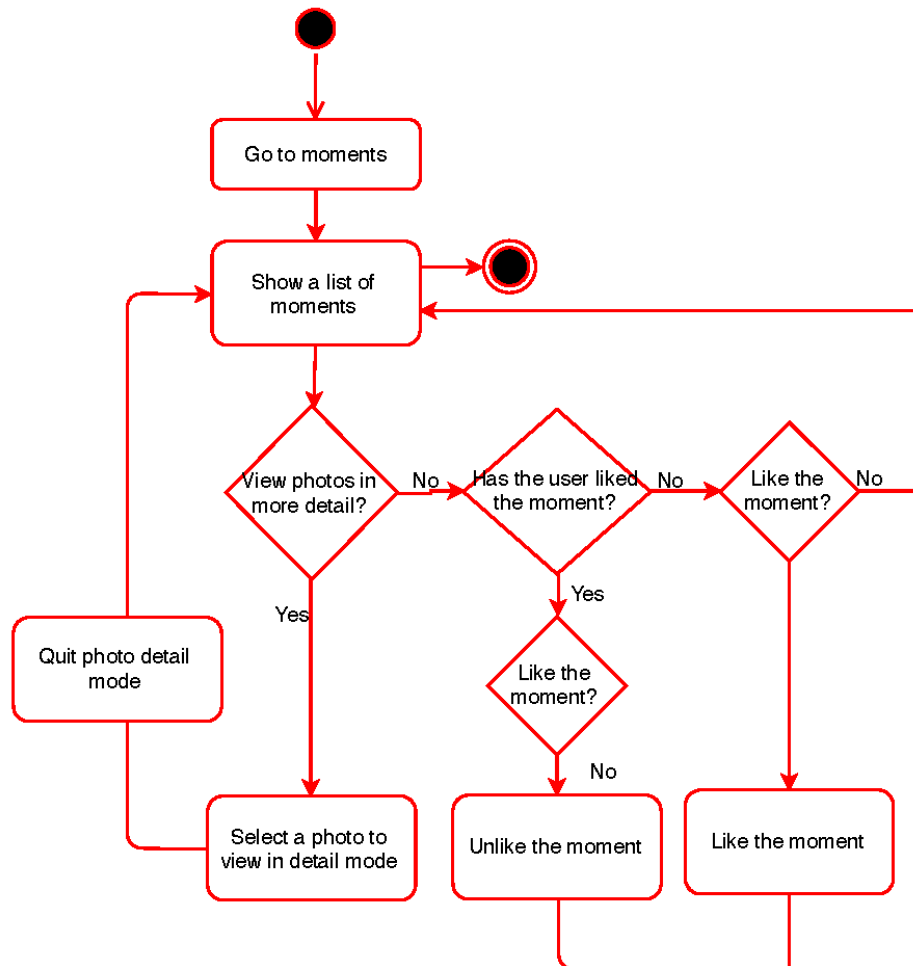 Go to moments
Show a list of
moments
View photos in
more detail?
No
Has the user liked
the moment?
No
Like the
moment?
No
Yes
Yes
Quit photo detail
mode
Like the
moment?
No
Select a photo to
view in detail mode
Unlike the moment
Like the moment